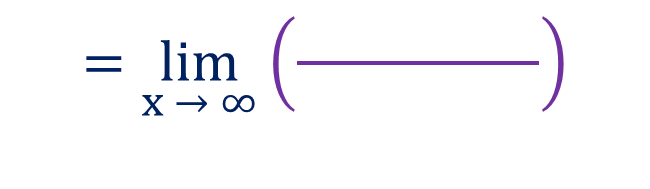 = lim
x → ∞ (—)